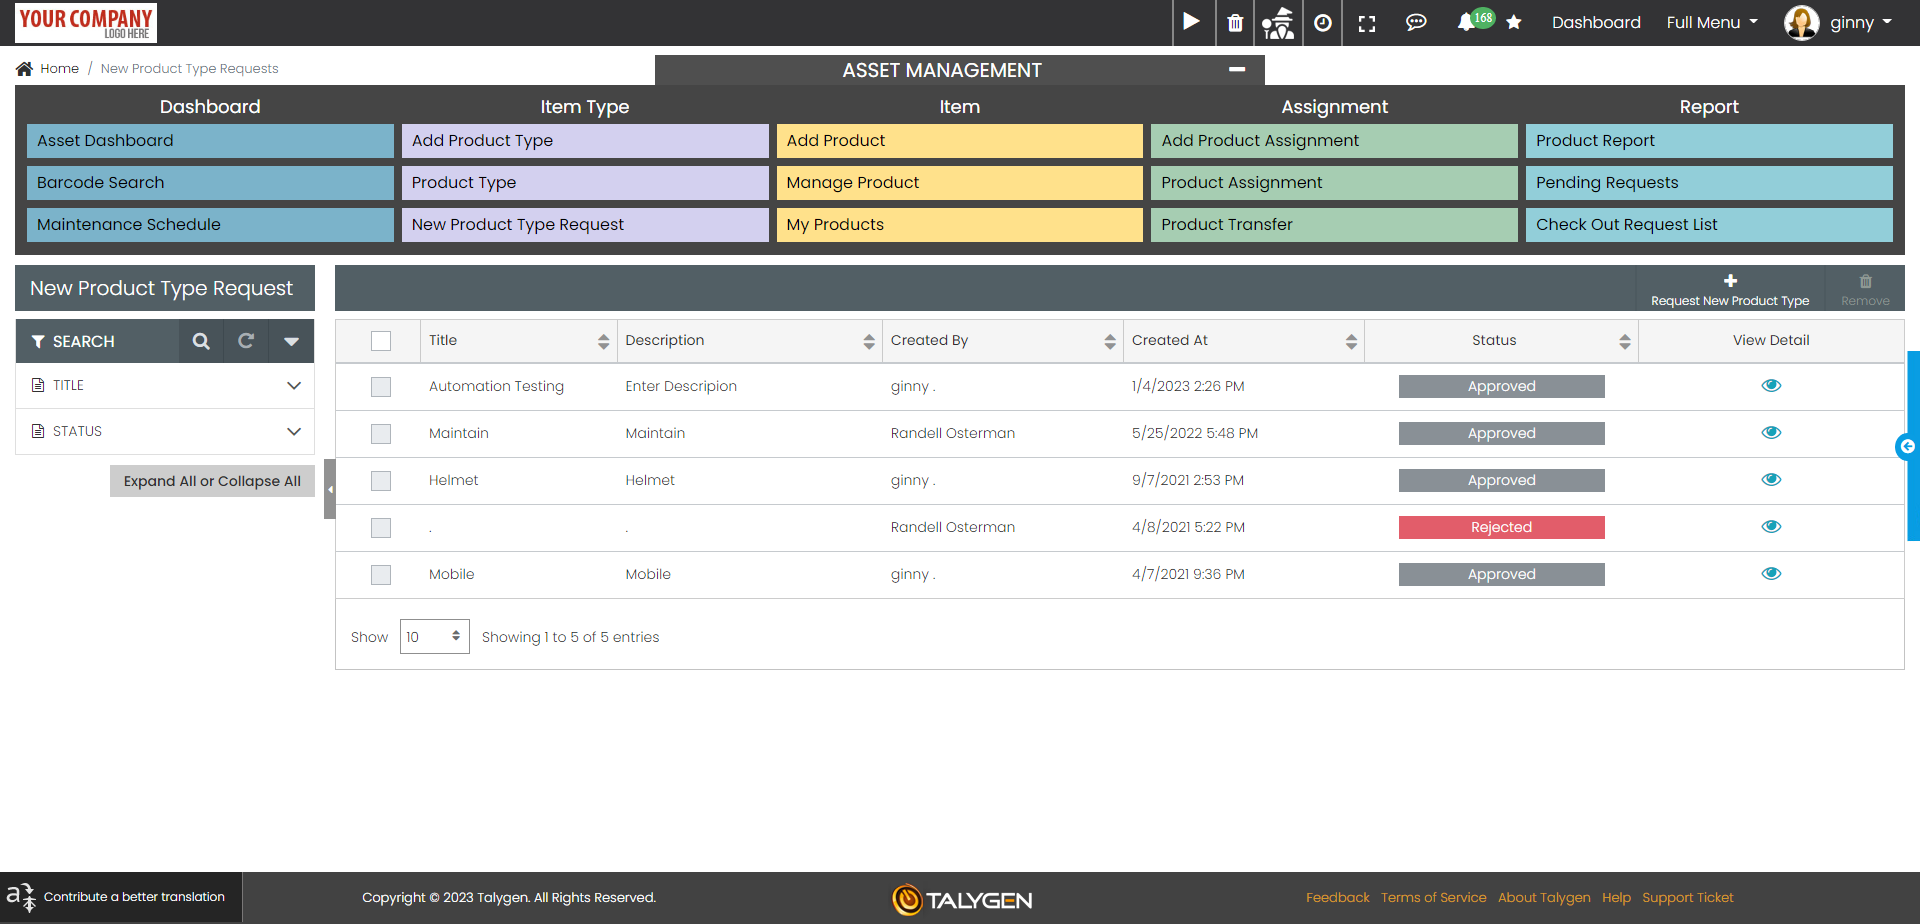 YOUR COMPANY
LOGO HERE
168
Dashboard
Full Menu
ginny
Home / New Product Type Requests
ASSET MANAGEMENT
Dashboard
Item Type
Item
Assignment
Report
Asset Dashboard
Add Product Type
Add Product
Add Product Assignment
Product Report
Barcode Search
Product Type
Manage Product
Product Assignment
Pending Requests
Maintenance Schedule
New Product Type Request
My Products
Product Transfer
Check Out Request List
New Product Type Request
Request New Product Type
Remove
SEARCH
TITLE
STATUS
Expand All or Collapse All
Title Description Created By Created At Status View Detail
Automation Testing Enter Descripion ginny . 1/4/2023 2:26 PM Approved
Maintain Maintain Randell Osterman 5/25/2022 5:48 PM Approved
Helmet Helmet ginny . 9/7/2021 2:53 PM Approved
. . Randell Osterman 4/8/2021 5:22 PM Rejected
Mobile Mobile ginny . 4/7/2021 9:36 PM Approved
Show 10 Showing 1 to 5 of 5 entries
a Contribute a better translation
Copyright © 2023 Talygen. All Rights Reserved.
TALYGEN
Feedback Terms of Service About Talygen Help Support Ticket